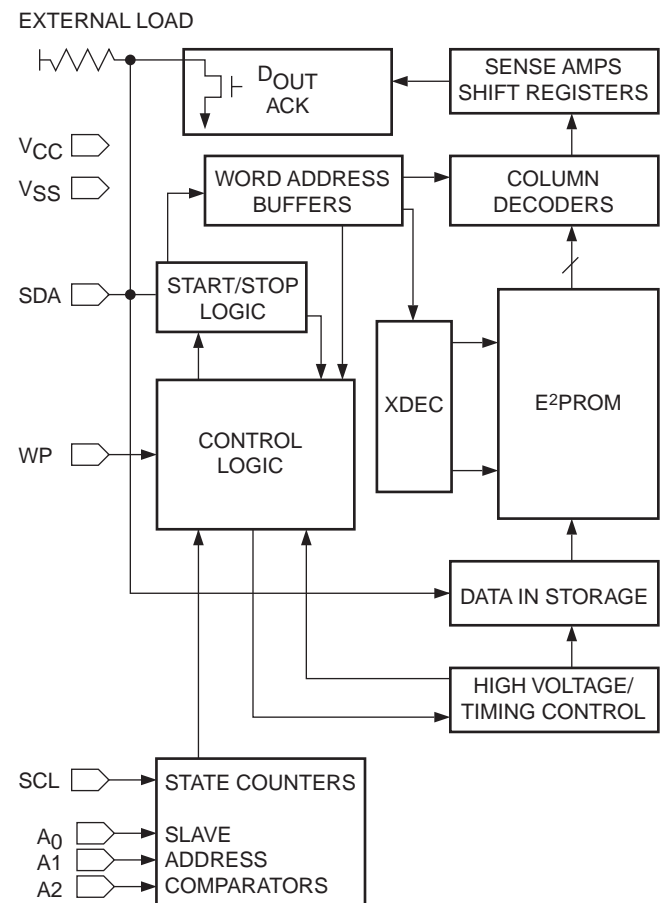 EXTERNAL LOAD
DOUT
ACK
SENSE AMPS
SHIFT REGISTERS
VCC
VSS
WORD ADDRESS
BUFFERS
COLUMN
DECODERS
SDA
START/STOP
LOGIC
XDEC
E²PROM
WP
CONTROL
LOGIC
DATA IN STORAGE
HIGH VOLTAGE/
TIMING CONTROL
SCL
STATE COUNTERS
A0
SLAVE
A1
ADDRESS
A2
COMPARATORS